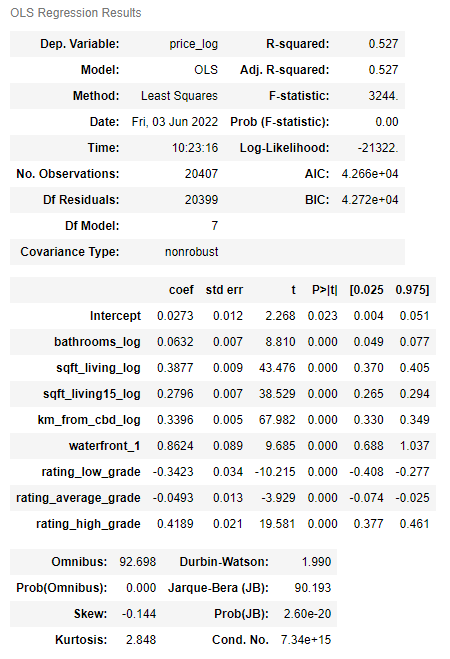 OLS Regression Results
Dep. Variable: price_log R-squared: 0.527
Model: OLS Adj. R-squared: 0.527
Method: Least Squares F-statistic: 3244.
Date: Fri, 03 Jun 2022 Prob (F-statistic): 0.00
Time: 10:23:16 Log-Likelihood: -21322.
No. Observations: 20407 AIC: 4.266e+04
Df Residuals: 20399 BIC: 4.272e+04
Df Model: 7
Covariance Type: nonrobust
coef std err t P>|t| [0.025 0.975]
Intercept 0.0273 0.012 2.268 0.023 0.004 0.051
bathrooms_log 0.0632 0.007 8.810 0.000 0.049 0.077
sqft_living_log 0.3877 0.009 43.476 0.000 0.370 0.405
sqft_living15_log 0.2796 0.007 38.529 0.000 0.265 0.294
km_from_cbd_log 0.3396 0.005 67.982 0.000 0.330 0.349
waterfront_1 0.8624 0.089 9.685 0.000 0.688 1.037
rating_low_grade -0.3423 0.034 -10.215 0.000 -0.408 -0.277
rating_average_grade -0.0493 0.013 -3.929 0.000 -0.074 -0.025
rating_high_grade 0.4189 0.021 19.581 0.000 0.377 0.461
Omnibus: 92.698 Durbin-Watson: 1.990
Prob(Omnibus): 0.000 Jarque-Bera (JB): 90.193
Skew: -0.144 Prob(JB): 2.60e-20
Kurtosis: 2.848 Cond. No. 7.34e+15